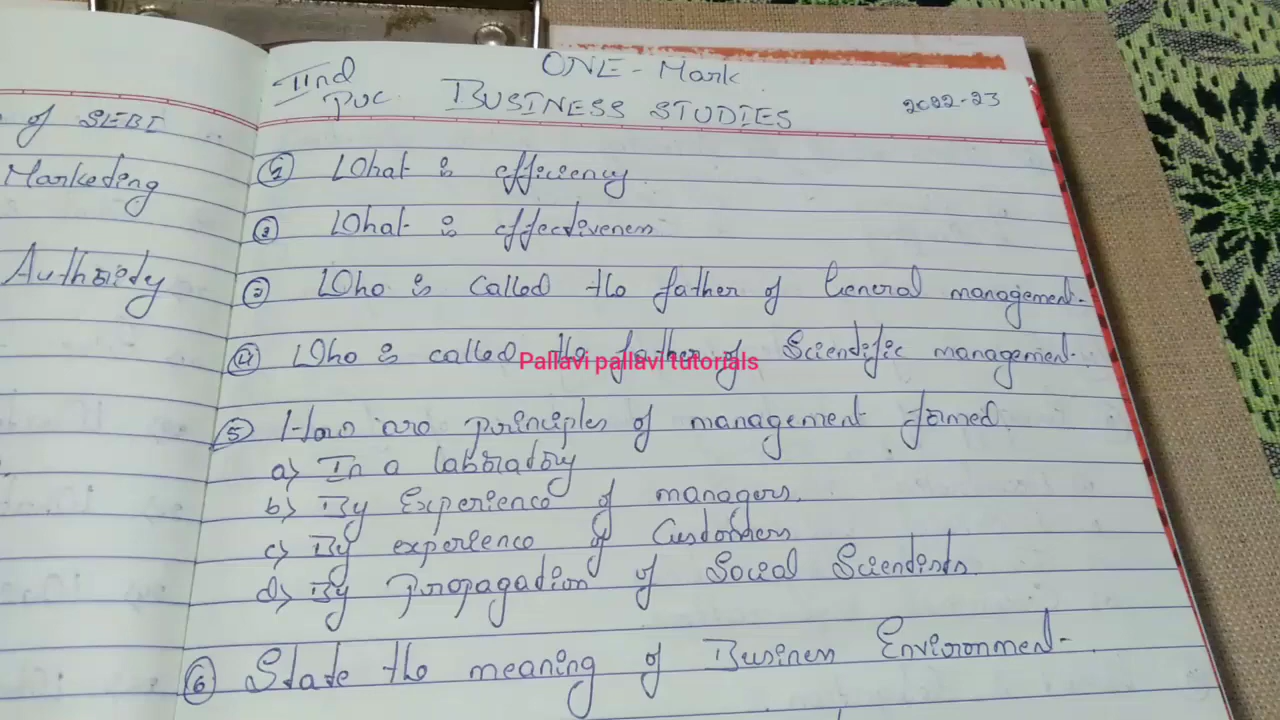 of SEBI
Marketing
Authority
IInd PUC
ONE - Mark
BUSINESS STUDIES
2022-23
① What is efficiency
② What is effectiveness
③ Who is called the father of General management.
④ Who is called the father of Scientific management.
Pallavi pallavi tutorials
⑤ How are principles of management formed
a) In a laboratory
b) By Experience of managers.
c) By experience of Customers
d) By Propagation of Social Scientists
⑥ State the meaning of Business Environment-